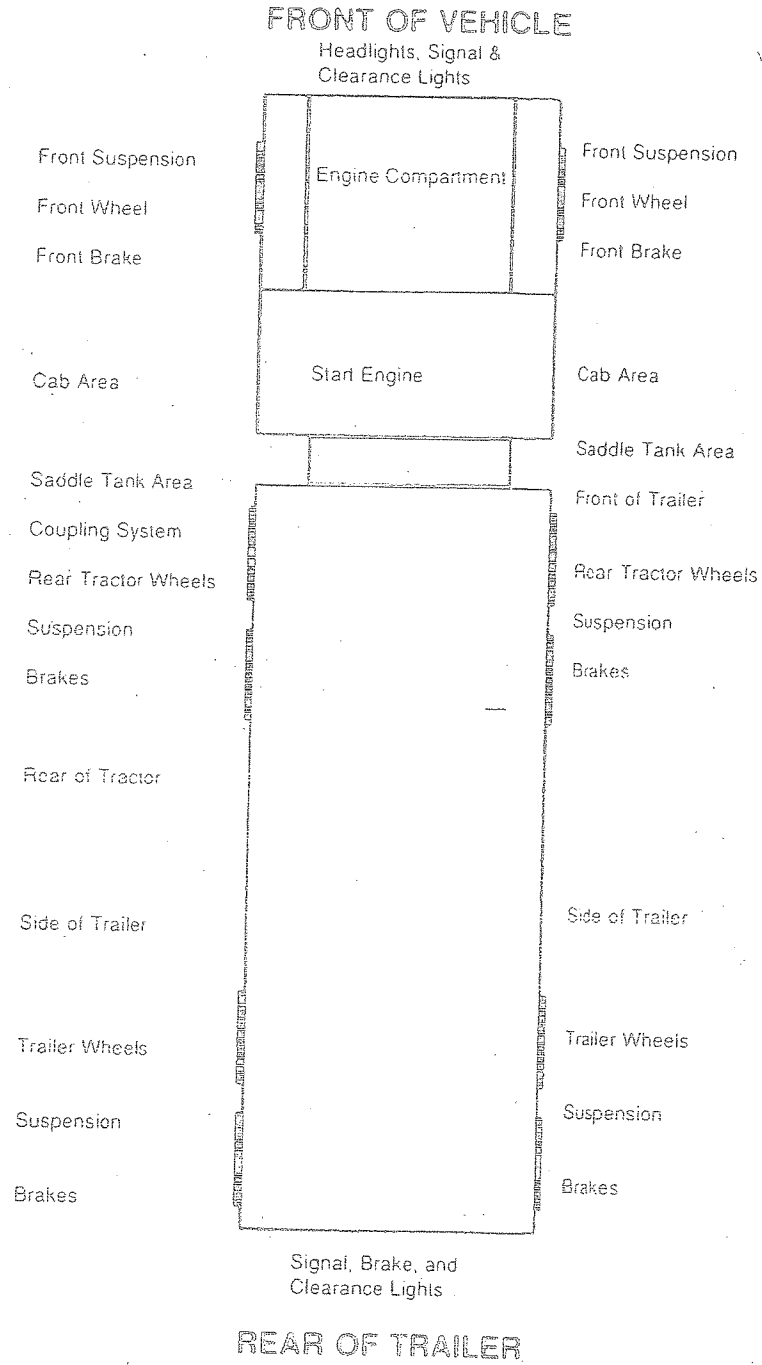 FRONT OF VEHICLE
Headlights, Signal &
Clearance Lights
Front Suspension
Engine Compartment
Front Suspension
Front Wheel
Front Wheel
Front Brake
Front Brake
Cab Area
Start Engine
Cab Area
Saddle Tank Area
Saddle Tank Area
Front of Trailer
Coupling System
Rear Tractor Wheels
Rear Tractor Wheels
Suspension
Suspension
Brakes
Brakes
Rear of Tractor
Side of Trailer
Side of Trailer
Trailer Wheels
Trailer Wheels
Suspension
Suspension
Brakes
Brakes
Signal, Brake, and
Clearance Lights
REAR OF TRAILER